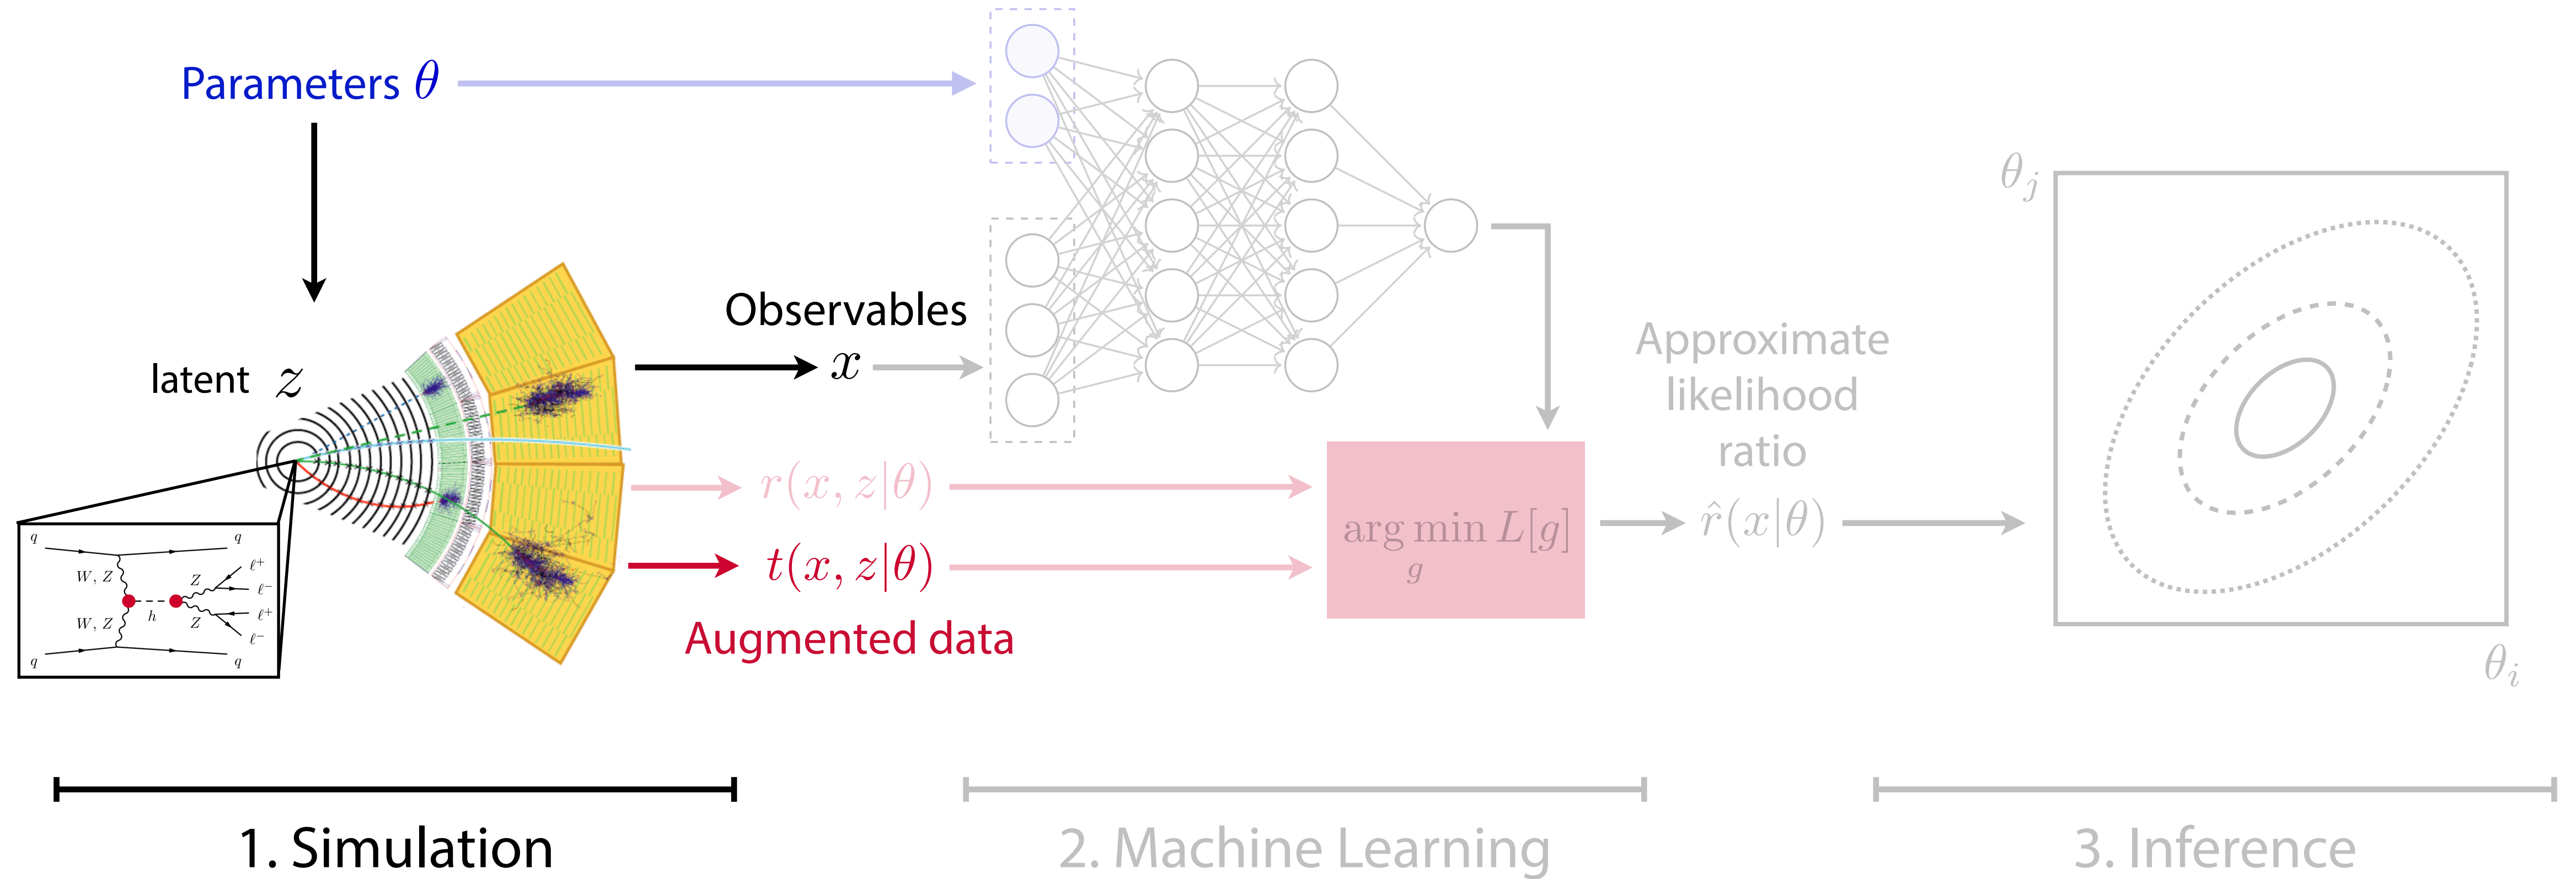 Parameters θ
latent z
Observables
x
r(x, z|θ)
t(x, z|θ)
Augmented data
q
q
W, Z
Z
ℓ⁺
ℓ⁻
h
ℓ⁺
W, Z
Z
ℓ⁻
q
q
arg min L[g]
g
Approximate
likelihood
ratio
r̂(x|θ)
θⱼ
θᵢ
1. Simulation
2. Machine Learning
3. Inference